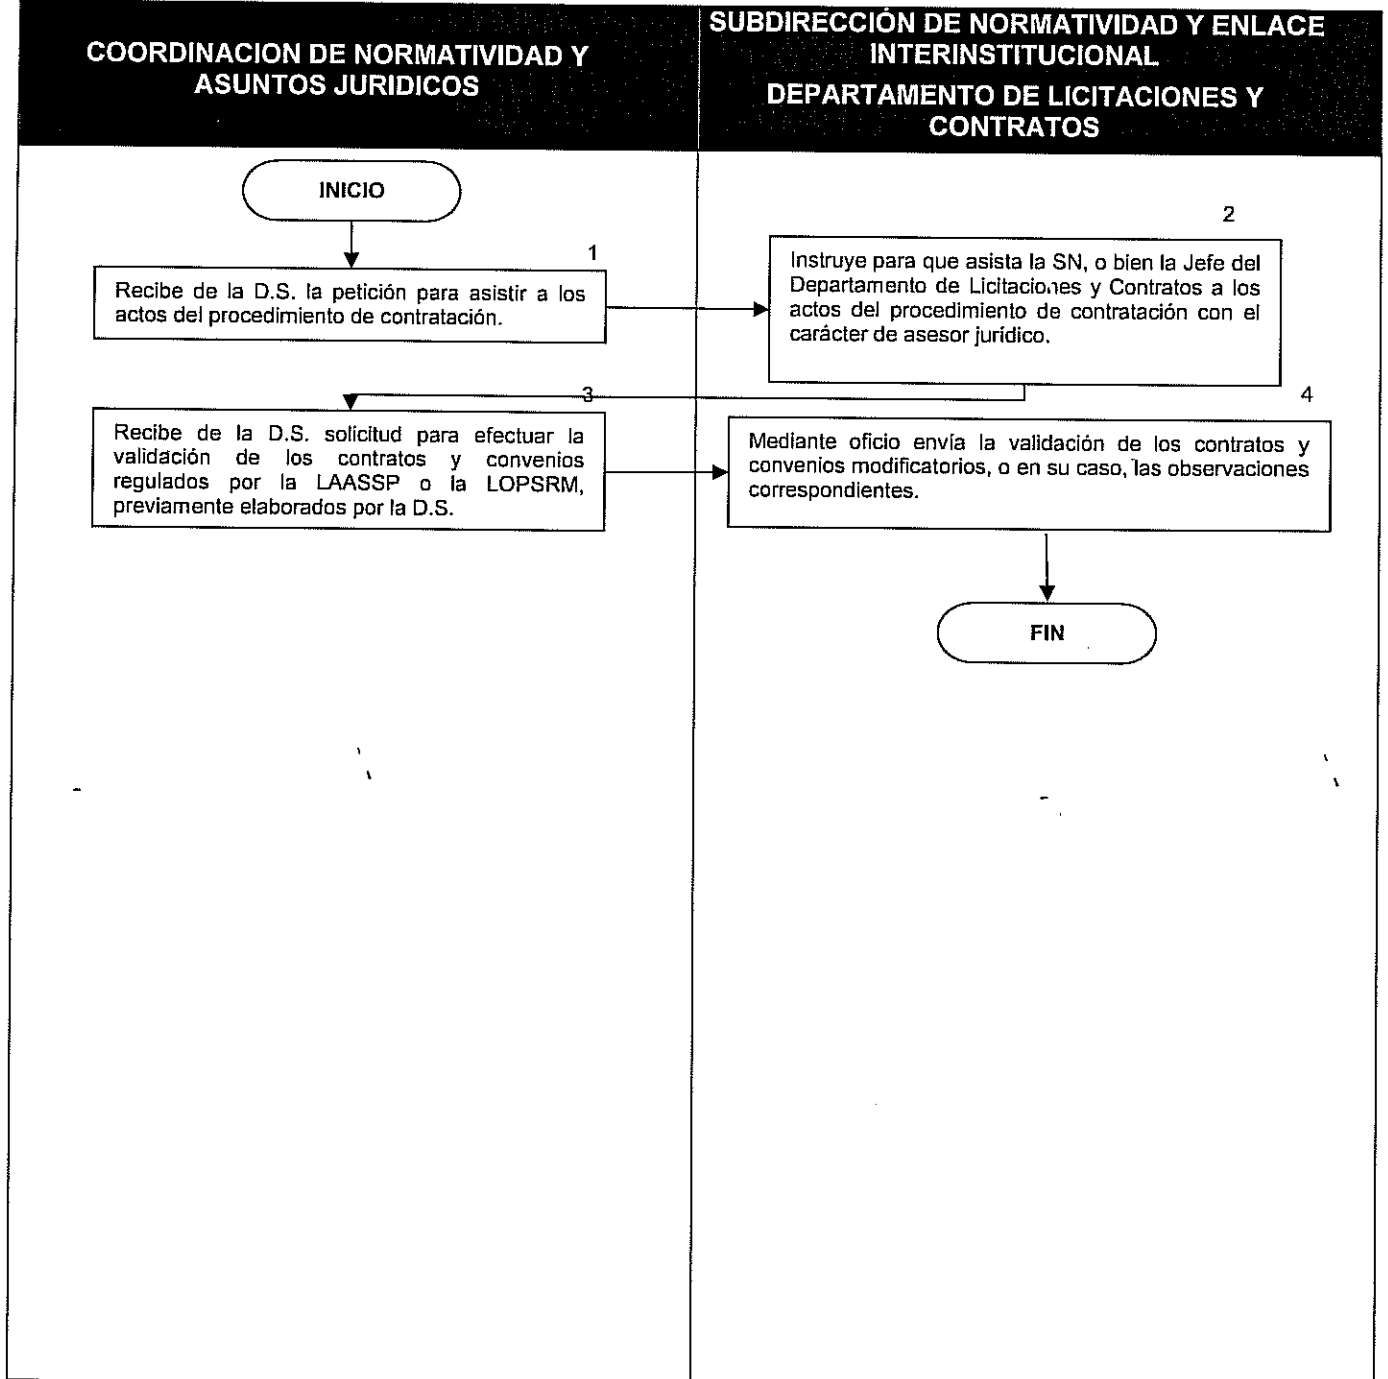 COORDINACION DE NORMATIVIDAD Y
ASUNTOS JURIDICOS
SUBDIRECCIÓN DE NORMATIVIDAD Y ENLACE
INTERINSTITUCIONAL
DEPARTAMENTO DE LICITACIONES Y
CONTRATOS
INICIO
1
Recibe de la D.S. la petición para asistir a los
actos del procedimiento de contratación.
2
Instruye para que asista la SN, o bien la Jefe del
Departamento de Licitaciones y Contratos a los
actos del procedimiento de contratación con el
carácter de asesor jurídico.
3
Recibe de la D.S. solicitud para efectuar la
validación de los contratos y convenios
regulados por la LAASSP o la LOPSRM,
previamente elaborados por la D.S.
4
Mediante oficio envía la validación de los contratos y
convenios modificatorios, o en su caso, las observaciones
correspondientes.
FIN